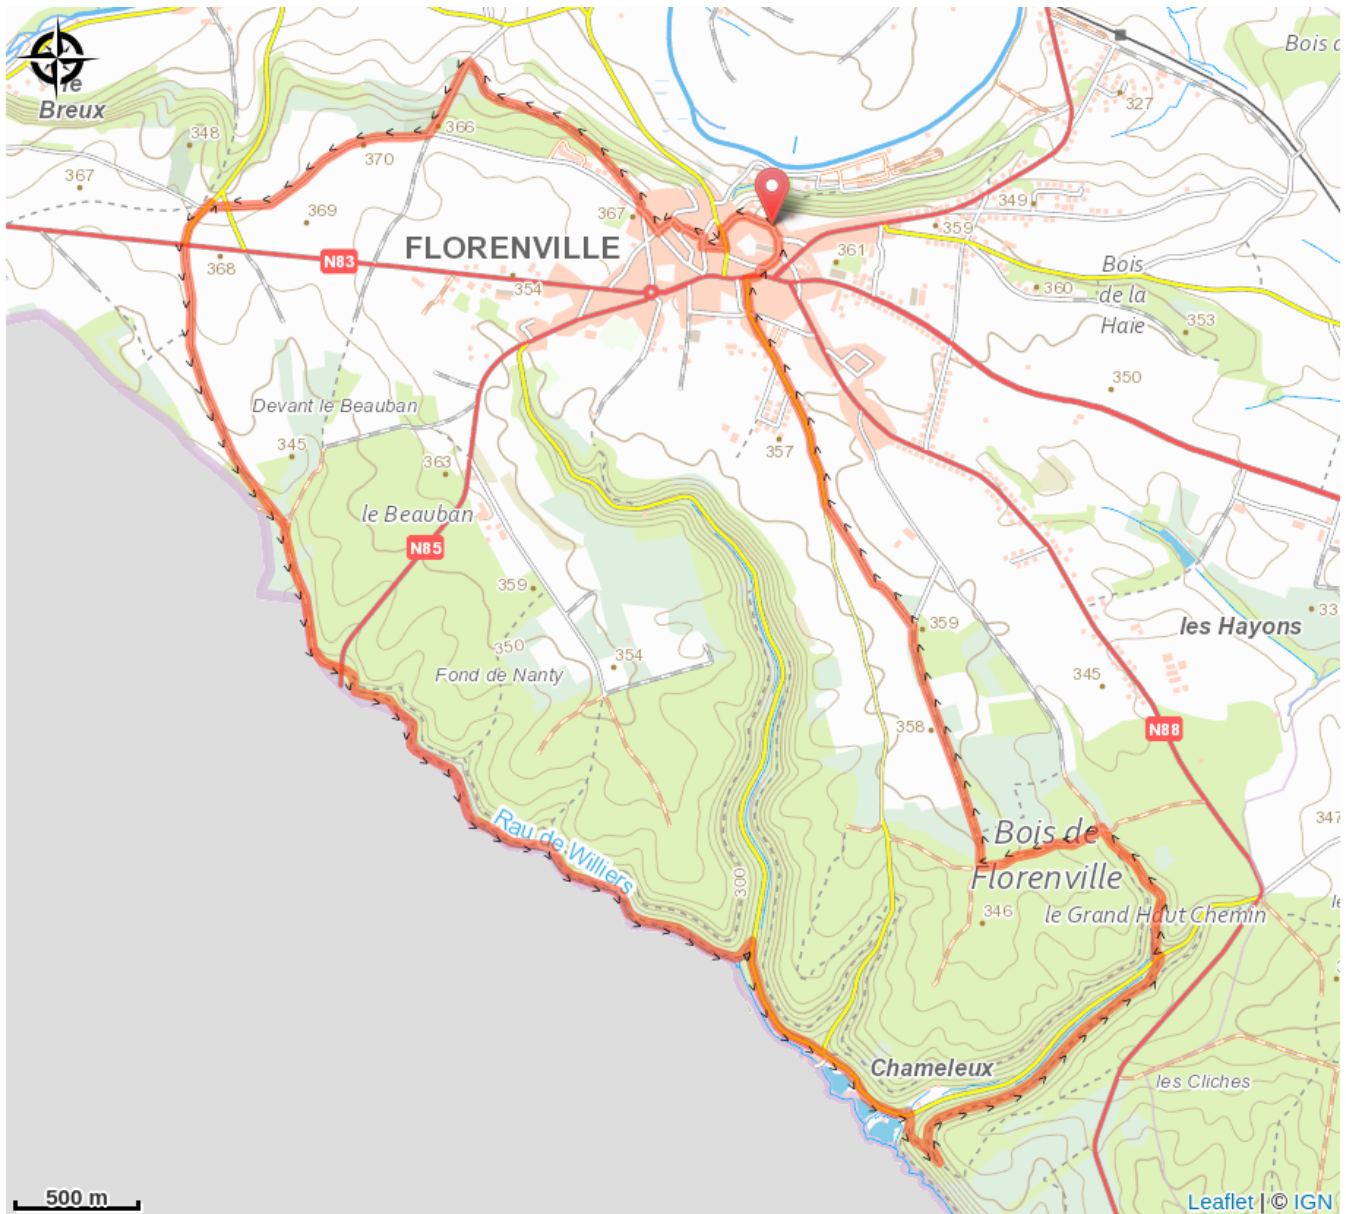 Bois d
le
Breux
327
348
366
370
367
349
369
367
359
361
FLORENVILLE
368
N83
Bois
de la
Haie
354
360
353
350
Devant le Beauban
345
363
357
le Beauban
N85
359
33
350
354
359
les Hayons
Fond de Nanty
345
358
N88
Rau de Williers
Bois de
Florenville
347
300
346
le Grand Haut Chemin
le
Chameleux
les Cliches
500 m
Leaflet | © IGN